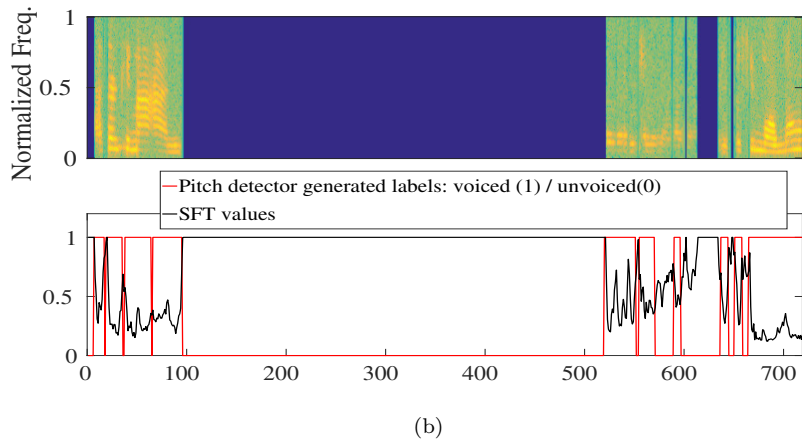 Normalized Freq.
1
0.5
0
Pitch detector generated labels: voiced (1) / unvoiced(0)
SFT values
1
0.5
0
0 100 200 300 400 500 600 700
(b)